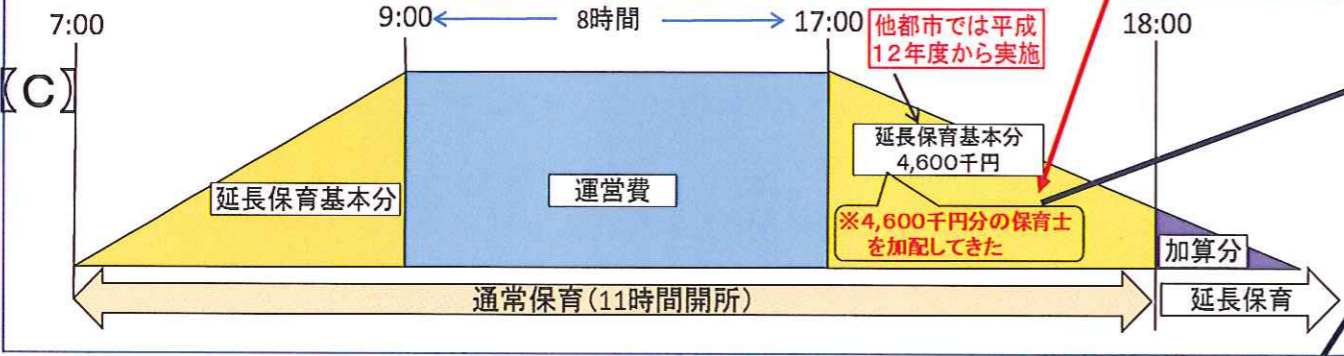 7:00
9:00
8時間
17:00
他都市では平成
12年度から実施
18:00
【C】
延長保育基本分
運営費
延長保育基本分
4,600千円
※4,600千円分の保育士
を加配してきた
加算分
通常保育(11時間開所)
延長保育